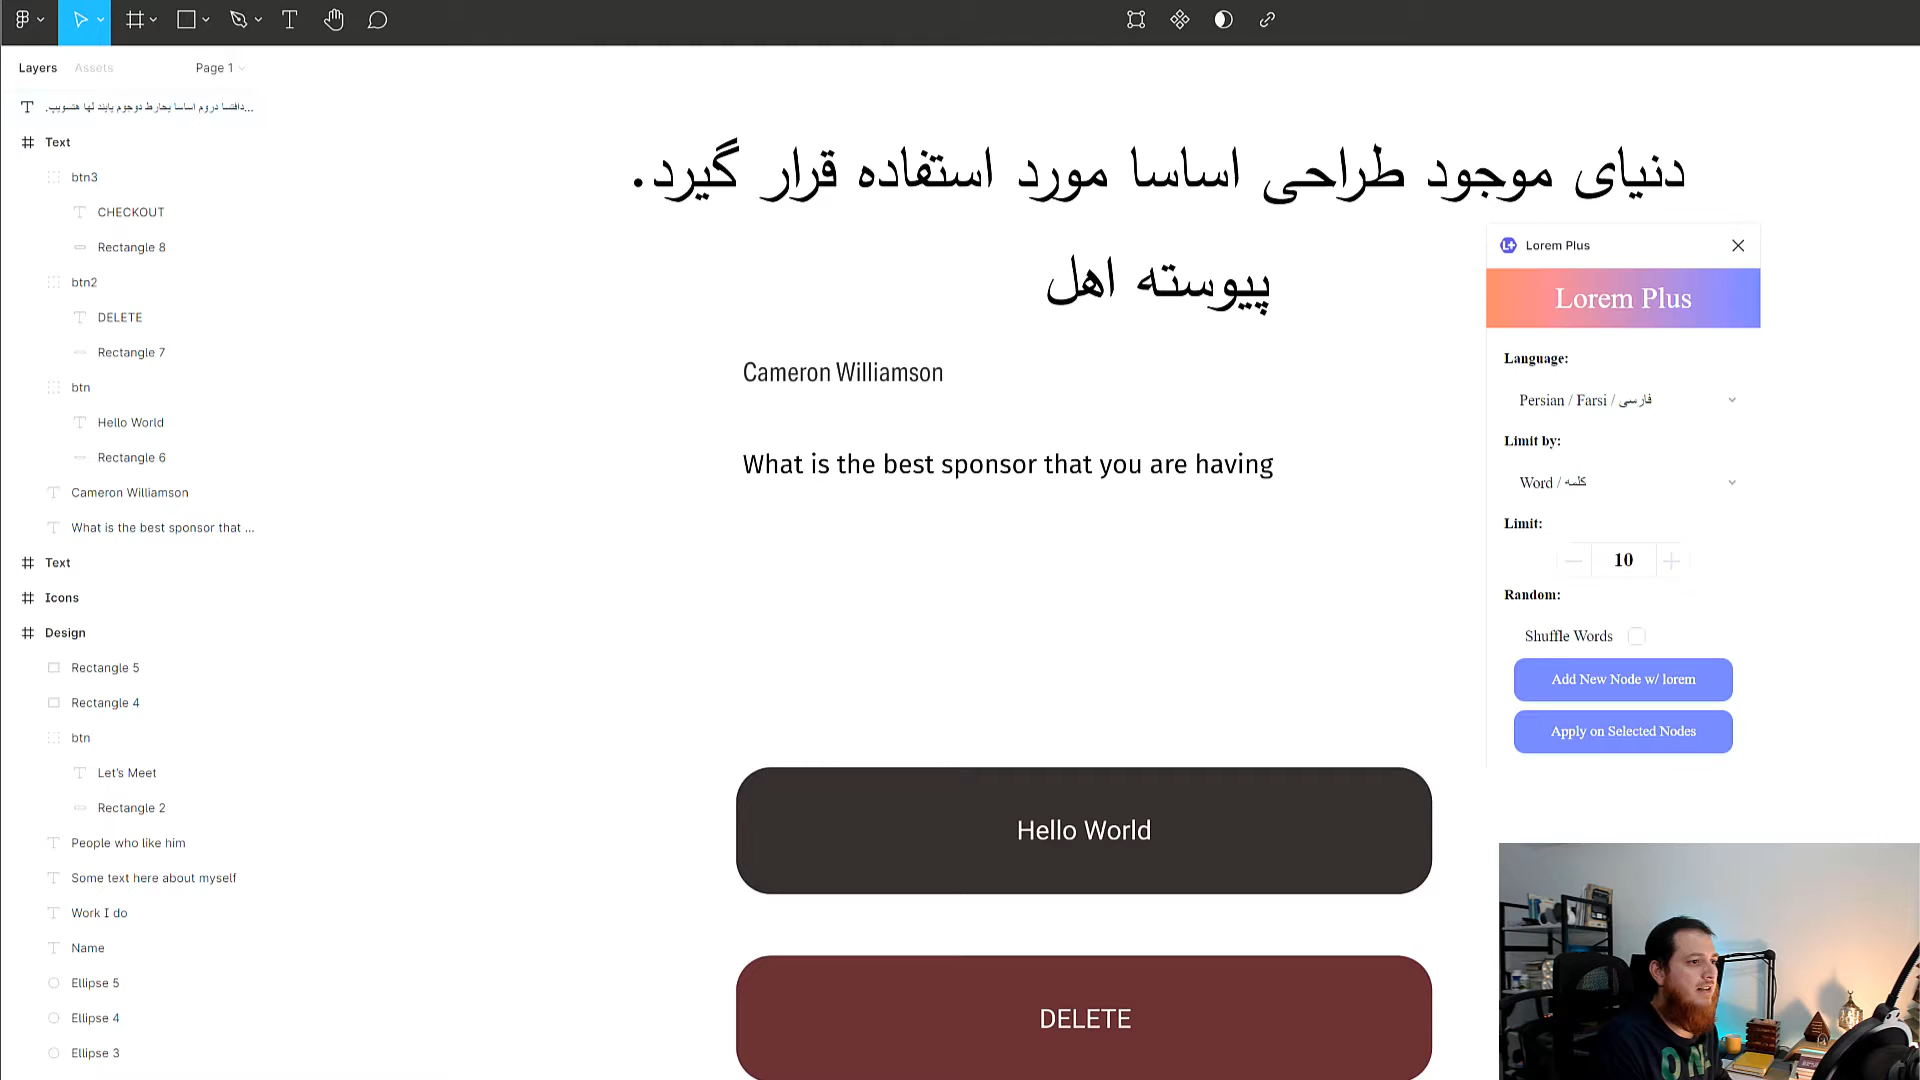 Layers Assets Page 1
Text
btn3
CHECKOUT
Rectangle 8
btn2
DELETE
Rectangle 7
btn
Hello World
Rectangle 6
Cameron Williamson
What is the best sponsor that ...
Text
Icons
Design
Rectangle 5
Rectangle 4
btn
Let's Meet
Rectangle 2
People who like him
Some text here about myself
Work I do
Name
Ellipse 5
Ellipse 4
Ellipse 3
دنیای موجود طراحی اساسا مورد استفاده قرار گیرد.
پیوسته اهل
Cameron Williamson
What is the best sponsor that you are having
Hello World
DELETE
L+ Lorem Plus
Lorem Plus
Language:
Persian / Farsi / فارسی
Limit by:
Word / کلمه
Limit:
10
Random:
Shuffle Words
Add New Node w/ lorem
Apply on Selected Nodes